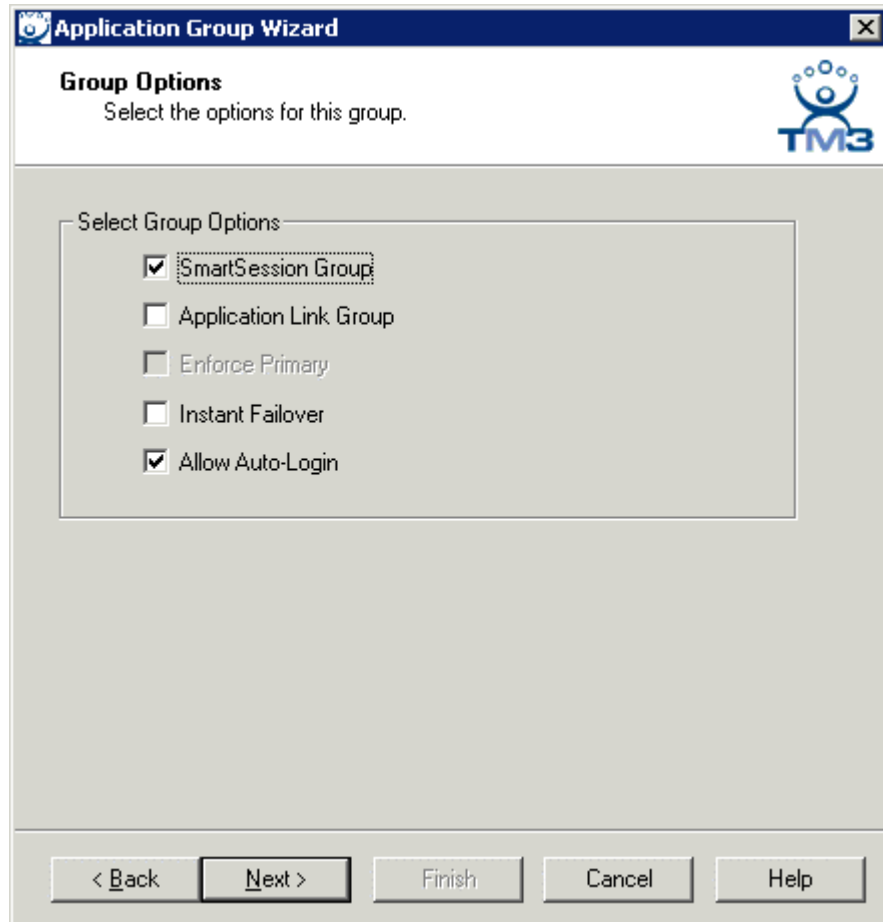 Application Group Wizard
Group Options
Select the options for this group.
TM3
Select Group Options
SmartSession Group
Application Link Group
Enforce Primary
Instant Failover
Allow Auto-Login
< Back
Next >
Finish
Cancel
Help